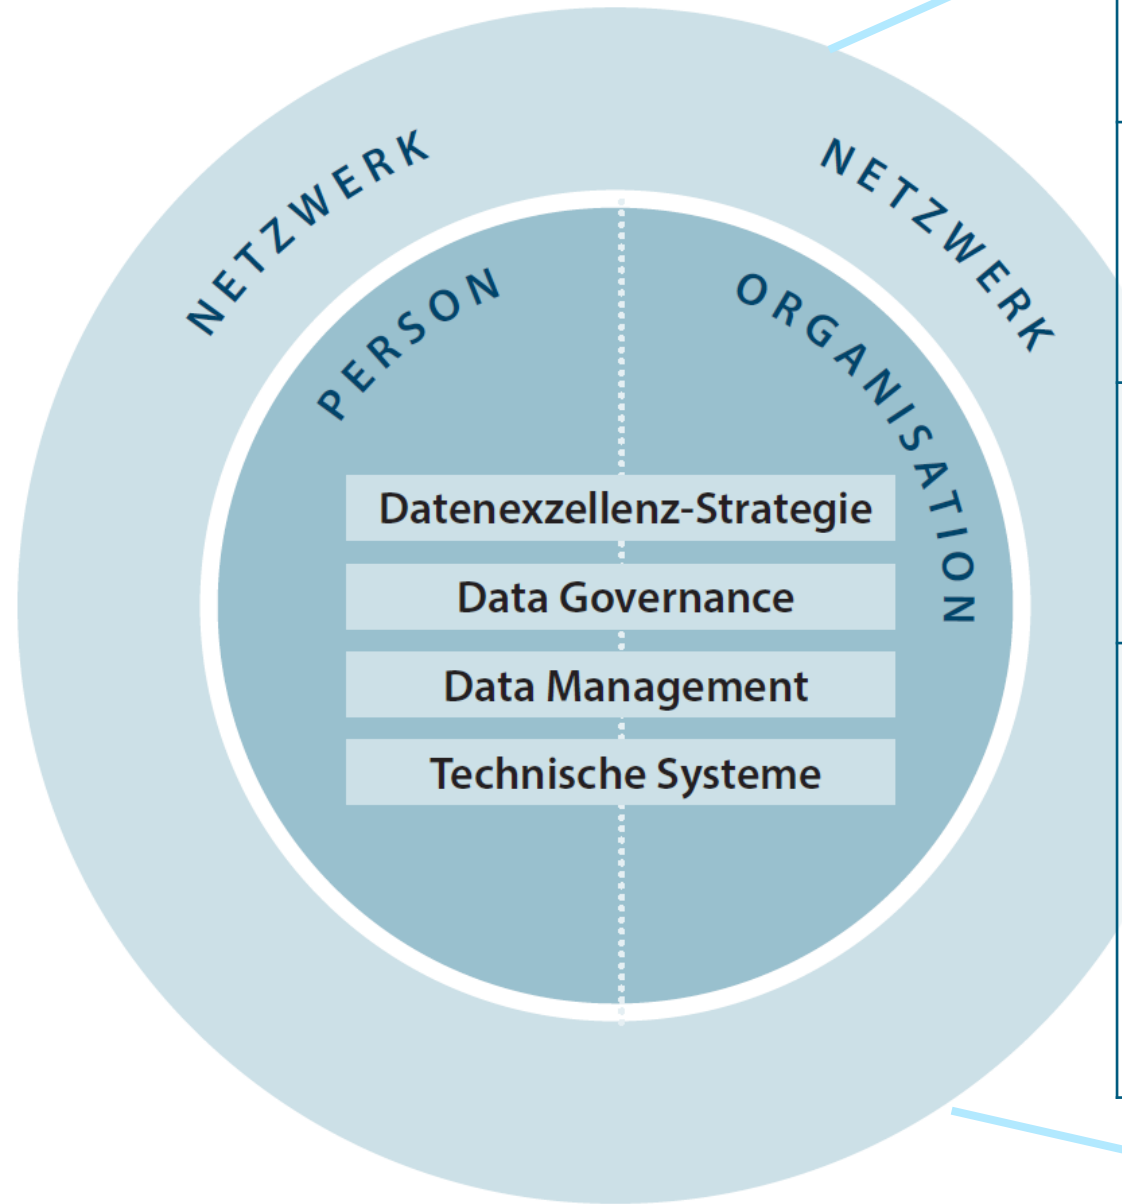 NETZWERK
NETZWERK
PERSON
ORGANISATION
Datenexzellenz-Strategie
Data Governance
Data Management
Technische Systeme